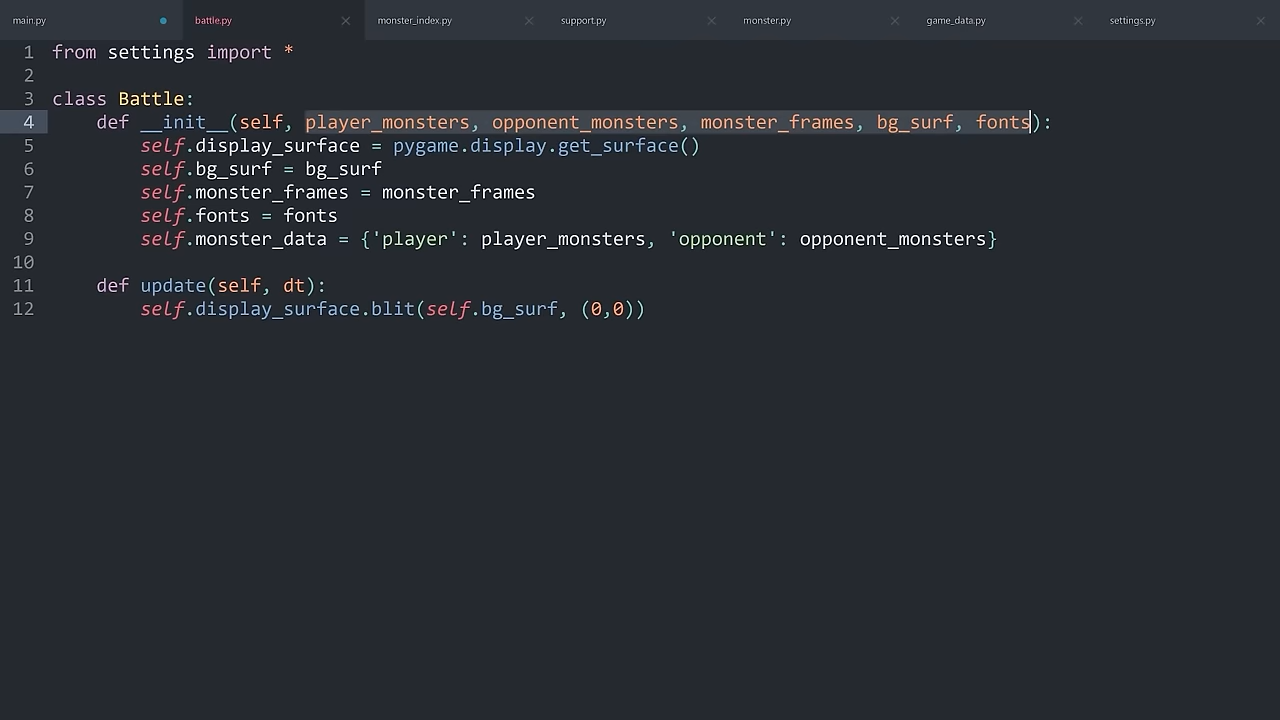 main.py battle.py monster_index.py support.py monster.py game_data.py settings.py
1 from settings import *
2
3 class Battle:
4 def __init__(self, player_monsters, opponent_monsters, monster_frames, bg_surf, fonts):
5 self.display_surface = pygame.display.get_surface()
6 self.bg_surf = bg_surf
7 self.monster_frames = monster_frames
8 self.fonts = fonts
9 self.monster_data = {'player': player_monsters, 'opponent': opponent_monsters}
10
11 def update(self, dt):
12 self.display_surface.blit(self.bg_surf, (0,0))